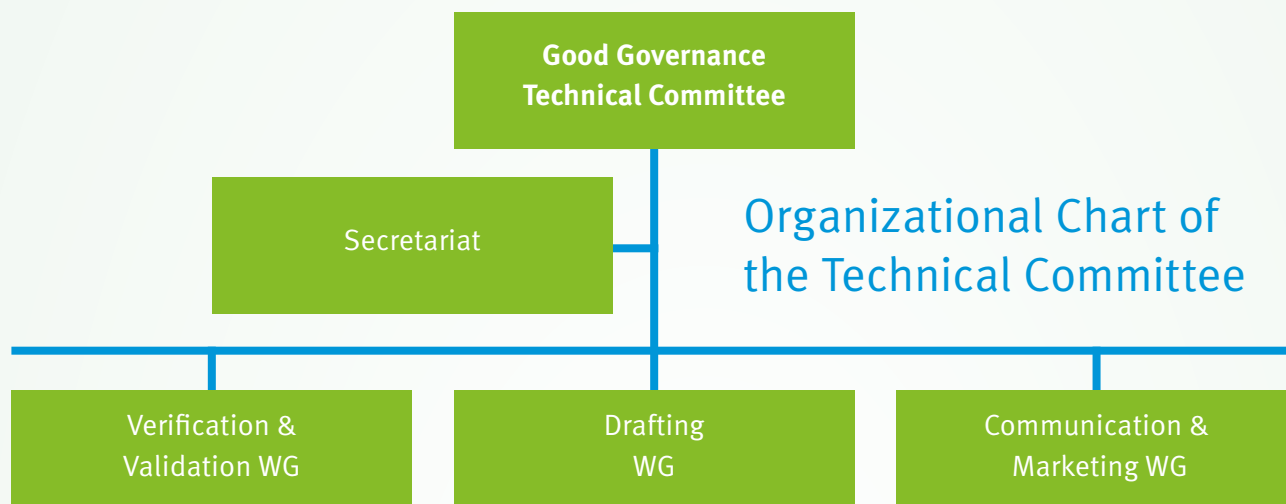 Good Governance
Technical Committee
Secretariat
Organizational Chart of
the Technical Committee
Verification &
Validation WG
Drafting
WG
Communication &
Marketing WG